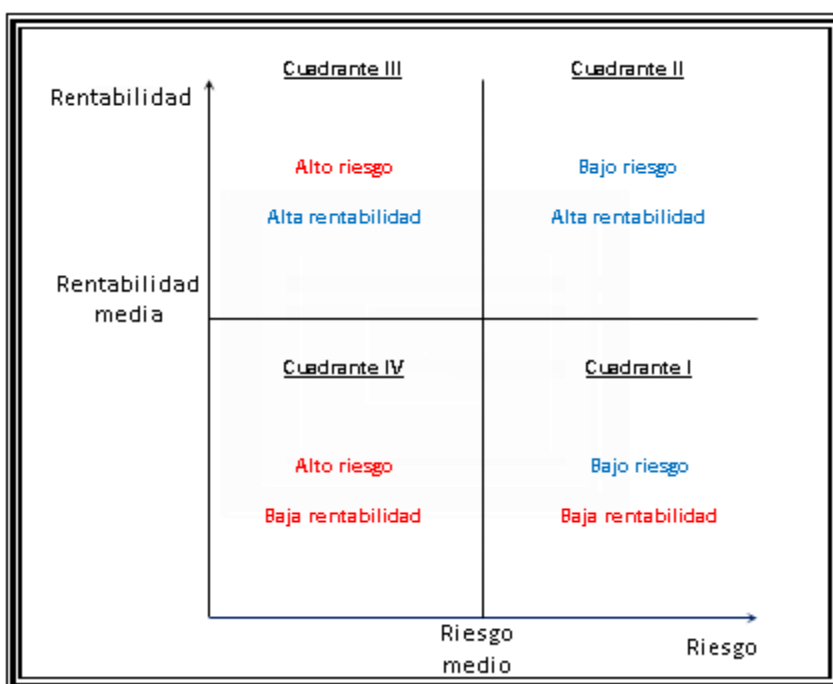 Cuadrante III
Cuadrante II
Rentabilidad
Alto riesgo
Bajo riesgo
Alta rentabilidad
Alta rentabilidad
Rentabilidad
media
Cuadrante IV
Cuadrante I
Alto riesgo
Bajo riesgo
Baja rentabilidad
Baja rentabilidad
Riesgo
medio
Riesgo